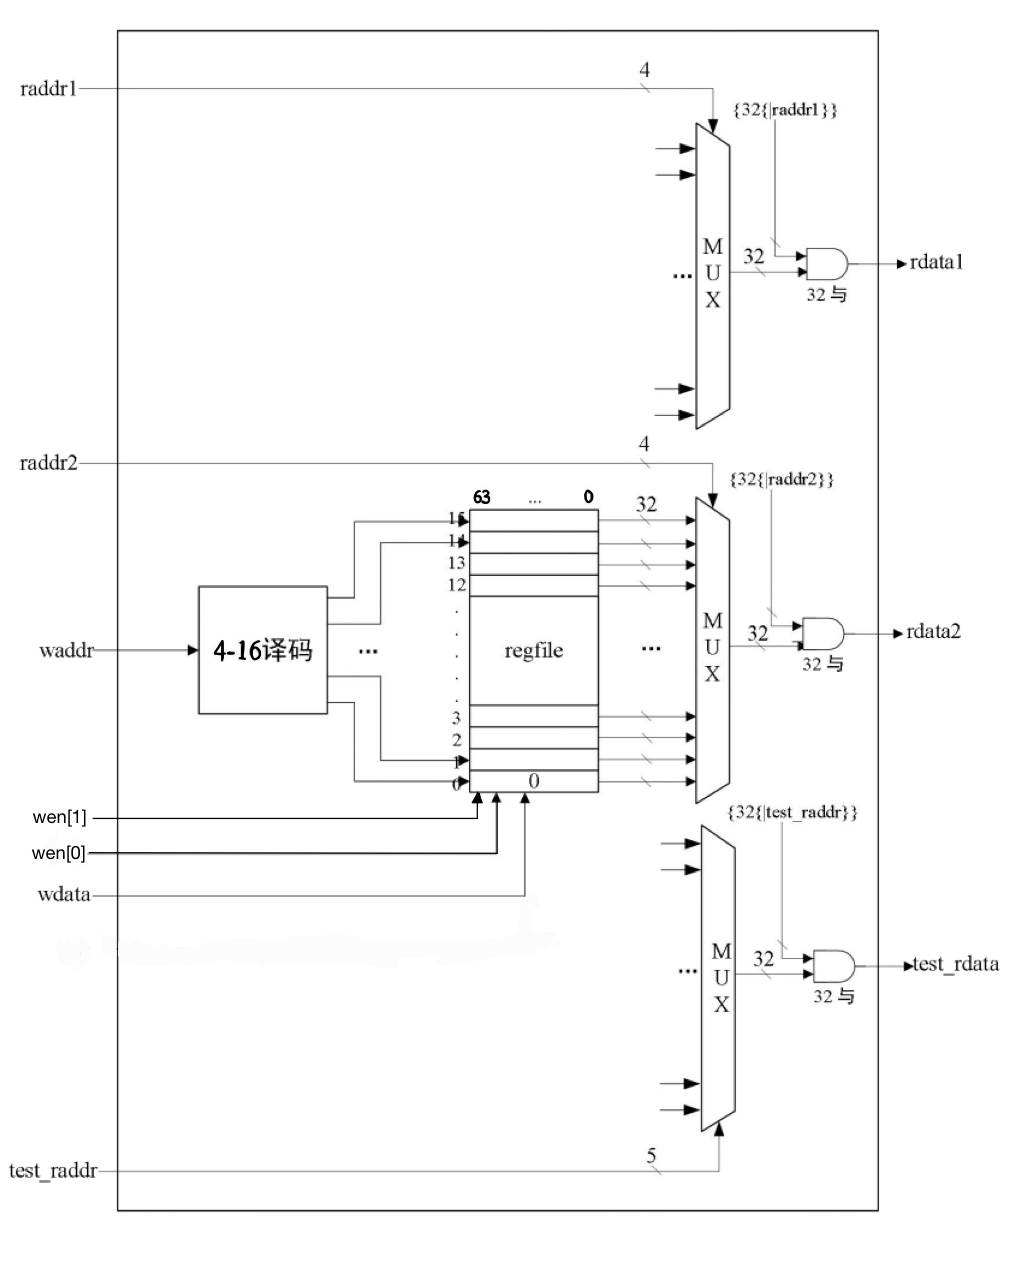 4
raddr1
{32{|raddr1}}
M
U
X
32
...
rdata1
32 与
4
raddr2
{32{|raddr2}}
63 ... 0
32
15
14
13
12
.
.
.
.
.
M
U
X
32
rdata2
32 与
waddr
4-16译码
...
regfile
...
3
2
1
0
0
wen[1]
wen[0]
wdata
{32{|test_raddr}}
M
U
X
32
...
test_rdata
32 与
5
test_raddr